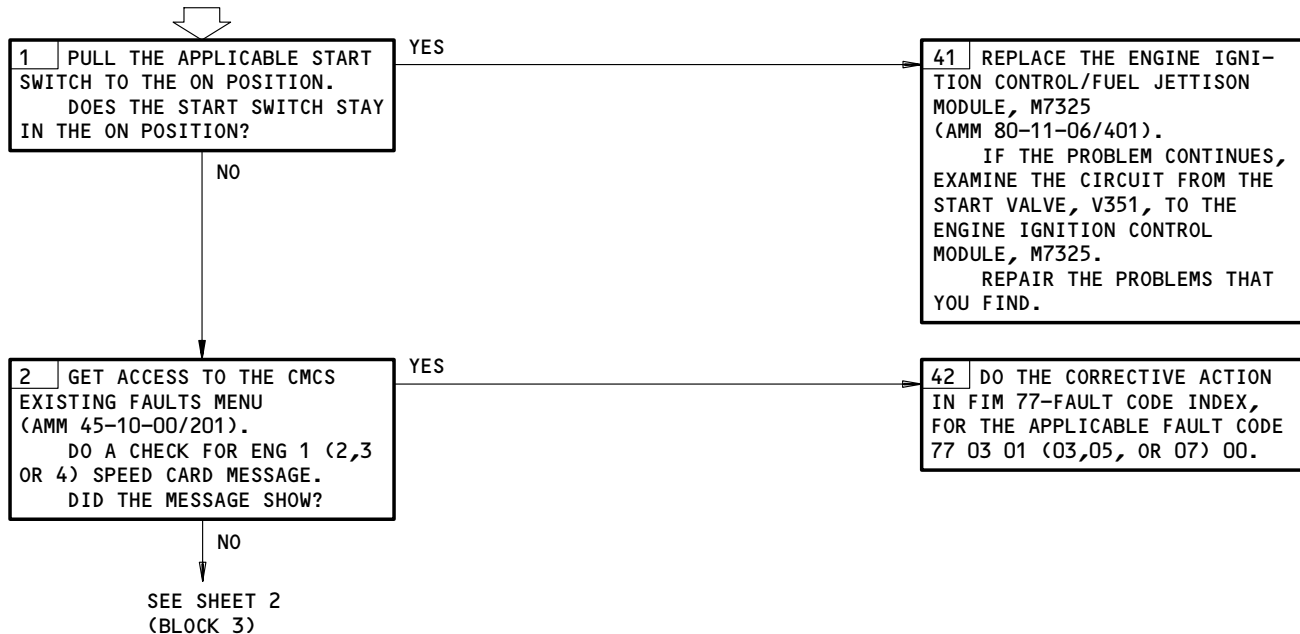 1 PULL THE APPLICABLE START
SWITCH TO THE ON POSITION.
DOES THE START SWITCH STAY
IN THE ON POSITION?
YES
41 REPLACE THE ENGINE IGNI-
TION CONTROL/FUEL JETTISON
MODULE, M7325
(AMM 80-11-06/401).
IF THE PROBLEM CONTINUES,
EXAMINE THE CIRCUIT FROM THE
START VALVE, V351, TO THE
ENGINE IGNITION CONTROL
MODULE, M7325.
REPAIR THE PROBLEMS THAT
YOU FIND.
NO
2 GET ACCESS TO THE CMCS
EXISTING FAULTS MENU
(AMM 45-10-00/201).
DO A CHECK FOR ENG 1 (2,3
OR 4) SPEED CARD MESSAGE.
DID THE MESSAGE SHOW?
YES
42 DO THE CORRECTIVE ACTION
IN FIM 77-FAULT CODE INDEX,
FOR THE APPLICABLE FAULT CODE
77 03 01 (03,05, OR 07) 00.
NO
SEE SHEET 2
(BLOCK 3)